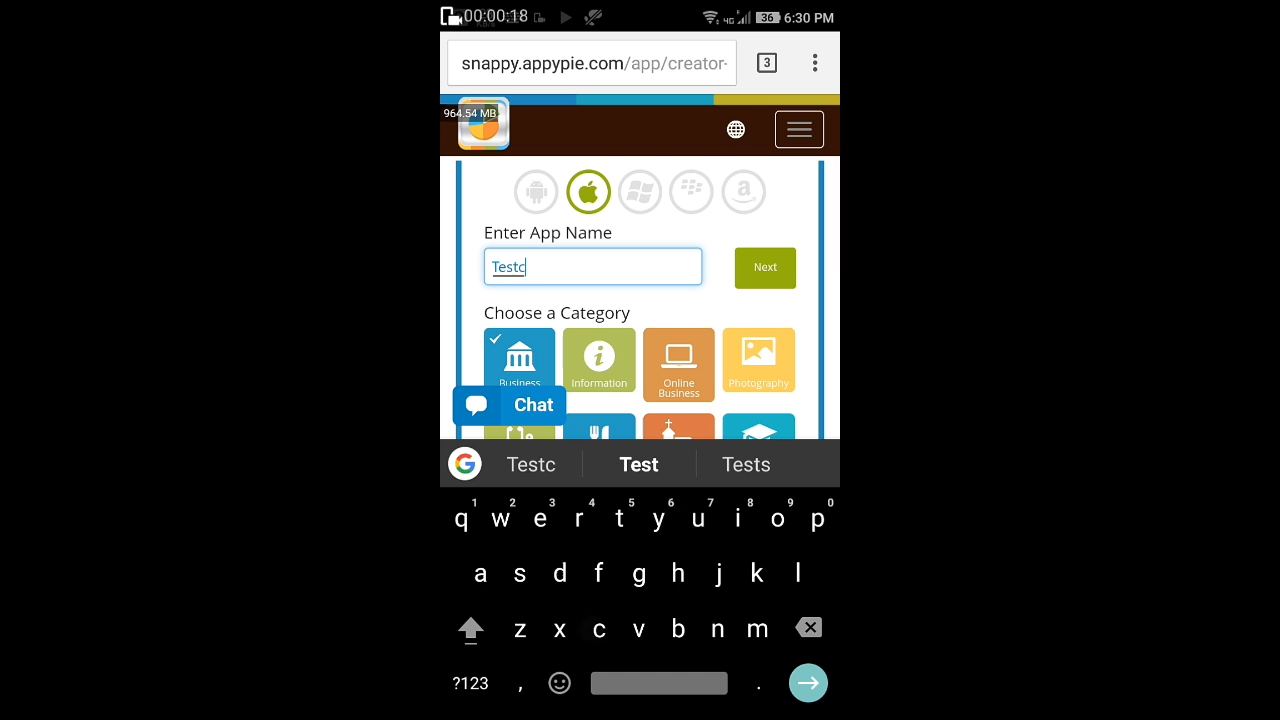 00:00:18 4G 36 6:30 PM
snappy.appypie.com/app/creator- 3
964.54 MB
Enter App Name
Testc Next
Choose a Category
Business Information Online Business Photography
Chat
Testc Test Tests
1 2 3 4 5 6 7 8 9 0
q w e r t y u i o p
a s d f g h j k l
z x c v b n m
?123 , .